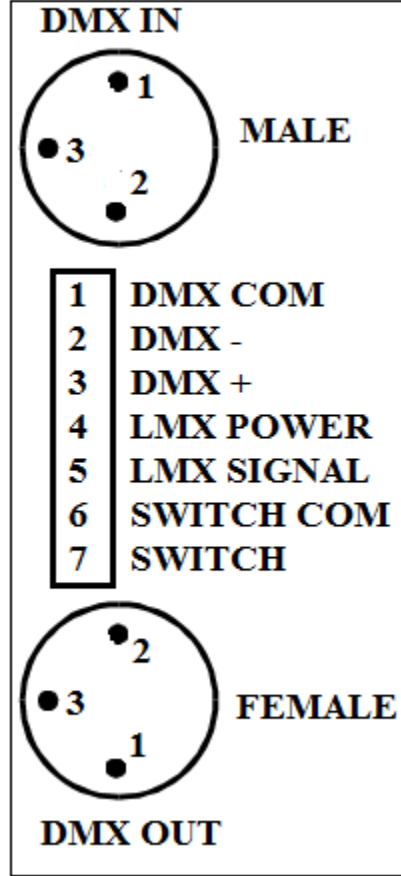 DMX IN
1
MALE
3
2
1 DMX COM
2 DMX -
3 DMX +
4 LMX POWER
5 LMX SIGNAL
6 SWITCH COM
7 SWITCH
2
3
FEMALE
1
DMX OUT